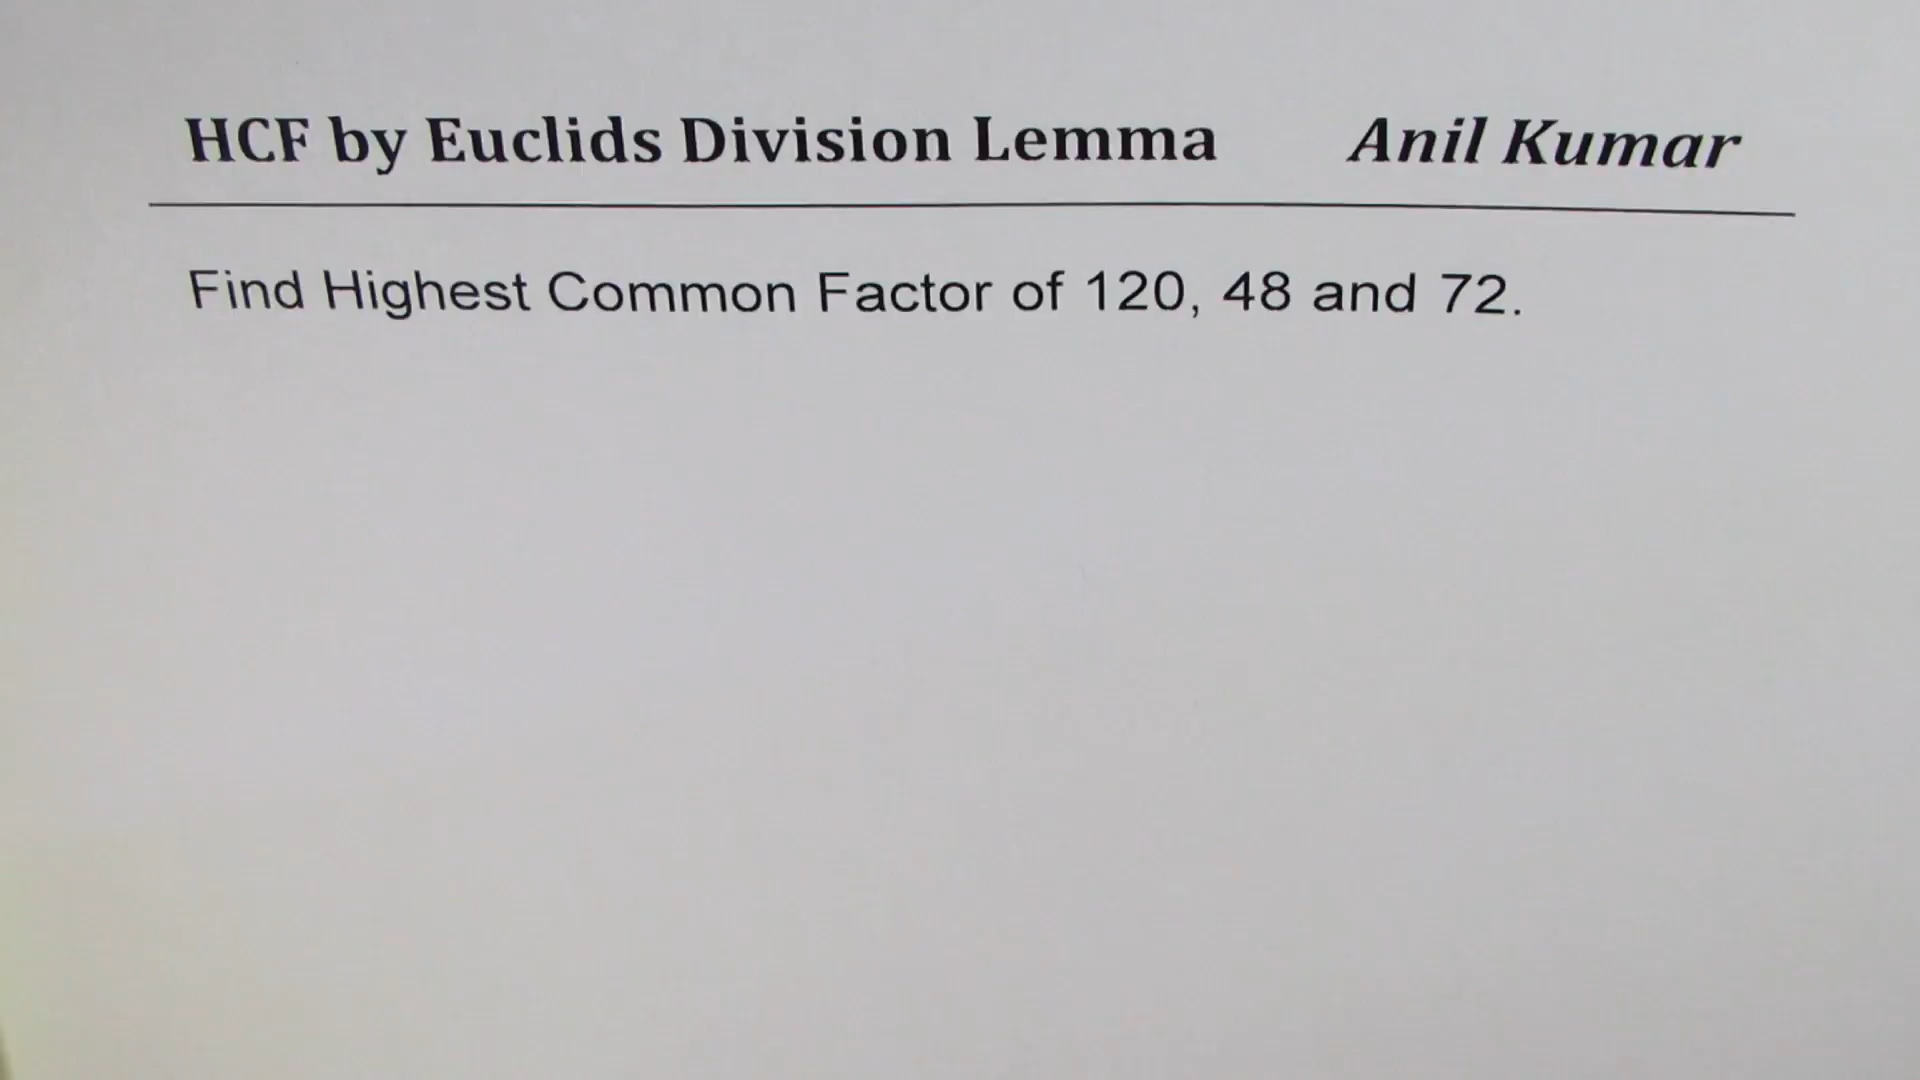 HCF by Euclids Division Lemma Anil Kumar
Find Highest Common Factor of 120, 48 and 72.